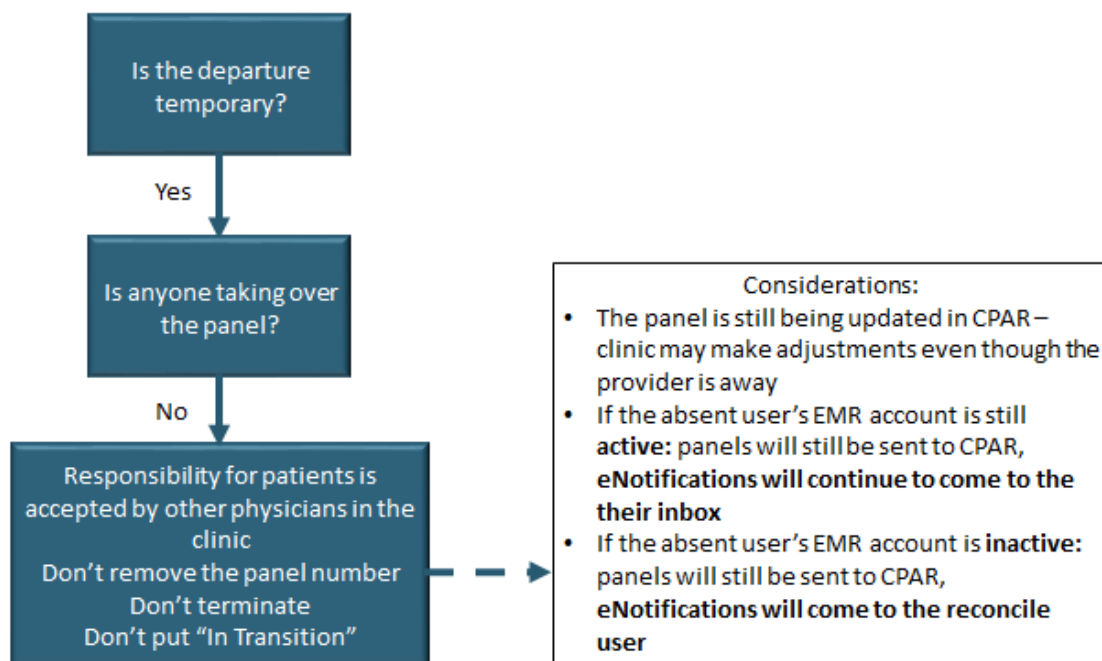 Is the departure
temporary?
Yes
Is anyone taking over
the panel?
No
Responsibility for patients is
accepted by other physicians in the
clinic
Don’t remove the panel number
Don’t terminate
Don’t put “In Transition”
Considerations:
• The panel is still being updated in CPAR –
clinic may make adjustments even though the
provider is away
• If the absent user’s EMR account is still
active: panels will still be sent to CPAR,
eNotifications will continue to come to the
their inbox
• If the absent user’s EMR account is inactive:
panels will still be sent to CPAR,
eNotifications will come to the reconcile
user